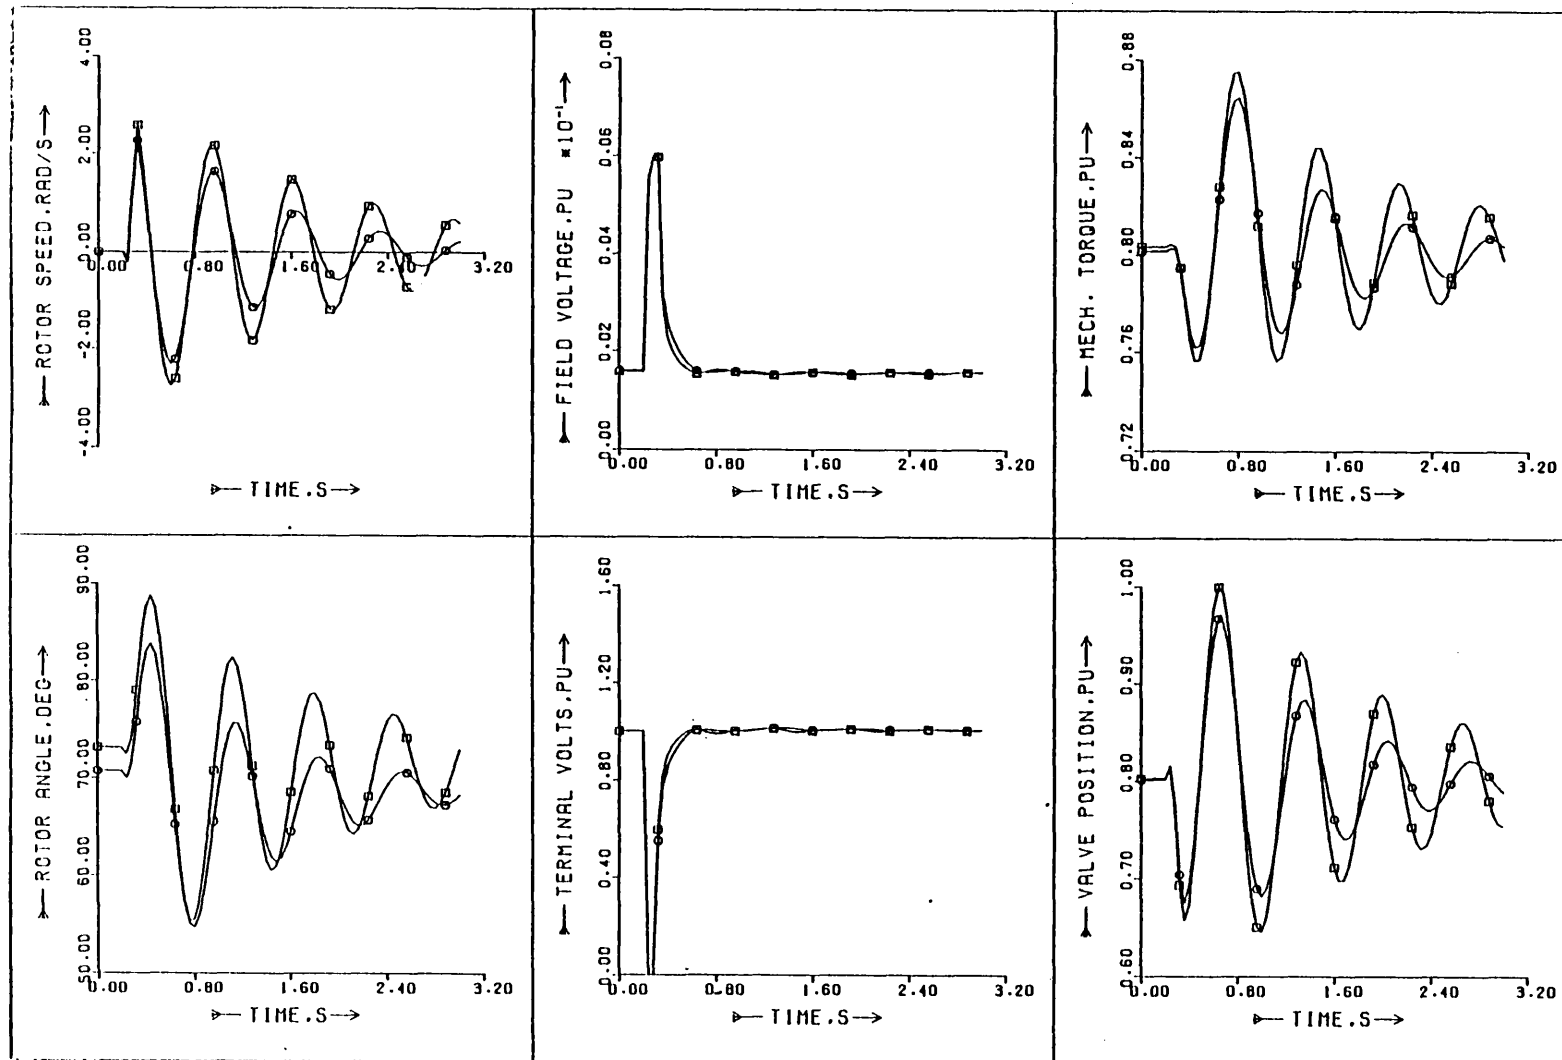 ROTOR SPEED.RAD/S
4.00
2.00
0.00
-2.00
-4.00
0.00 0.80 1.60 2.40 3.20
TIME.S
FIELD VOLTAGE.PU *10⁻¹
0.08
0.06
0.04
0.02
0.00
0.00 0.80 1.60 2.40 3.20
TIME.S
MECH. TORQUE.PU
0.88
0.84
0.80
0.76
0.72
0.00 0.80 1.60 2.40 3.20
TIME.S
ROTOR ANGLE.DEG
90.00
80.00
70.00
60.00
50.00
0.00 0.80 1.60 2.40 3.20
TIME.S
TERMINAL VOLTS.PU
1.60
1.20
0.80
0.40
0.00
0.00 0.80 1.60 2.40 3.20
TIME.S
VALVE POSITION.PU
1.00
0.90
0.80
0.70
0.60
0.00 0.80 1.60 2.40 3.20
TIME.S